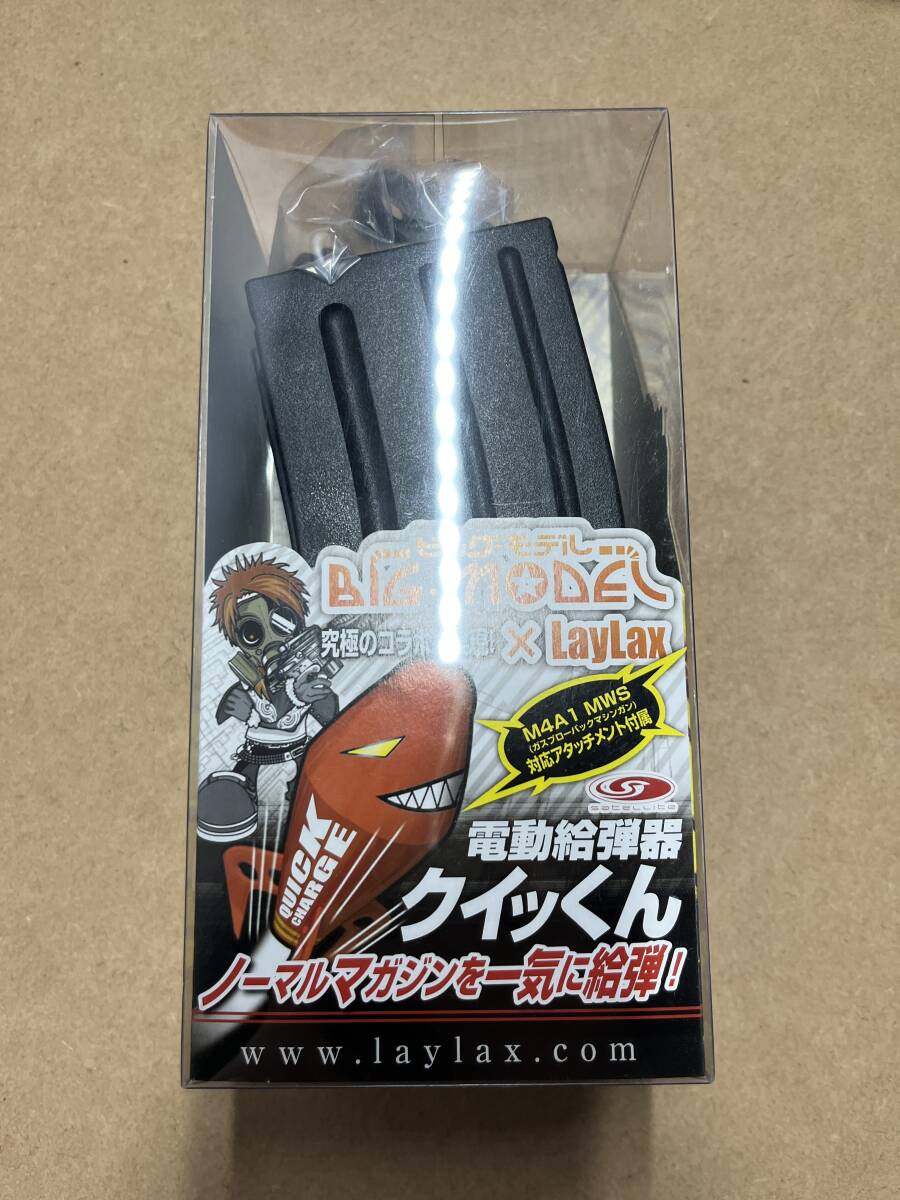 ビッグ・モデル
BIG・MODEL
究極のコラボ × LayLax
M4A1 MWS
(ガスブローバックマシンガン)
対応アタッチメント付属
satellite
電動給弾器
QUICK
CHARGE
クイッくん
ノーマルマガジンを一気に給弾!
www.laylax.com